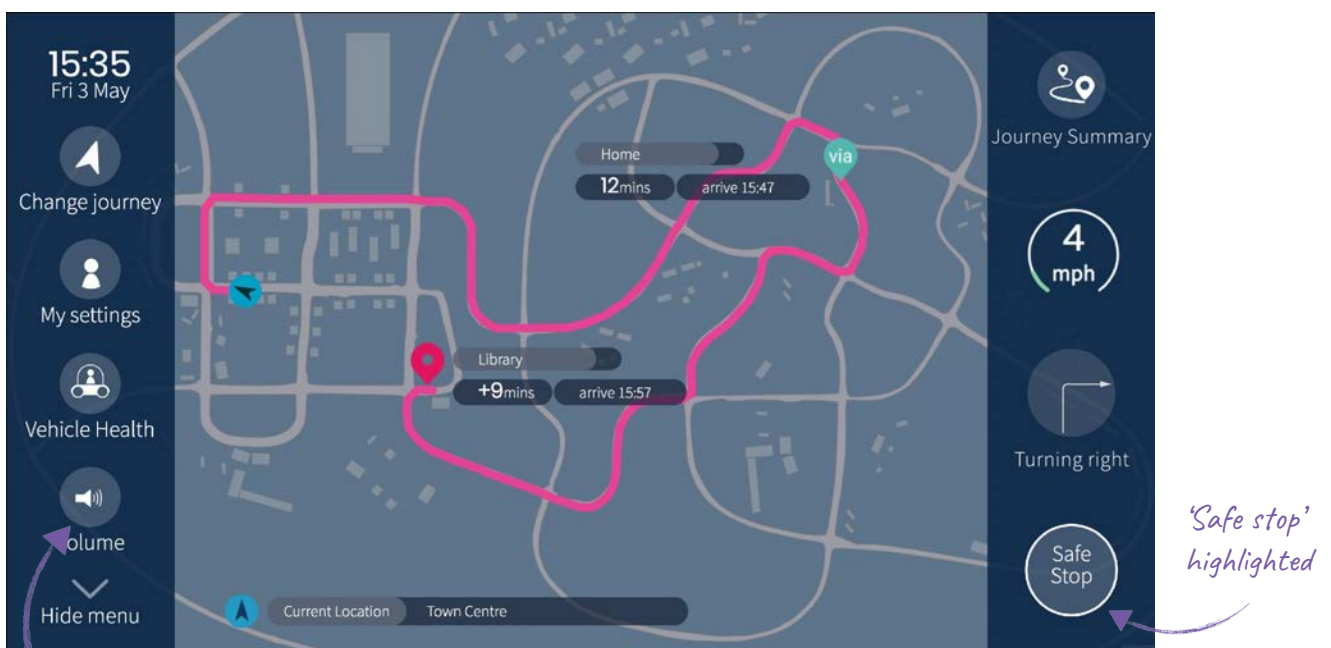 15:35
Fri 3 May
Change journey
My settings
Vehicle Health
olume
Hide menu
Home
12mins
arrive 15:47
via
Library
+9mins
arrive 15:57
Current Location
Town Centre
Journey Summary
4
mph
Turning right
Safe
Stop
‘Safe stop’
highlighted